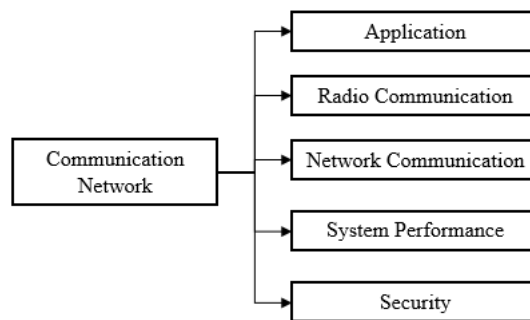 Application
Radio Communication
Communication
Network
Network Communication
System Performance
Security